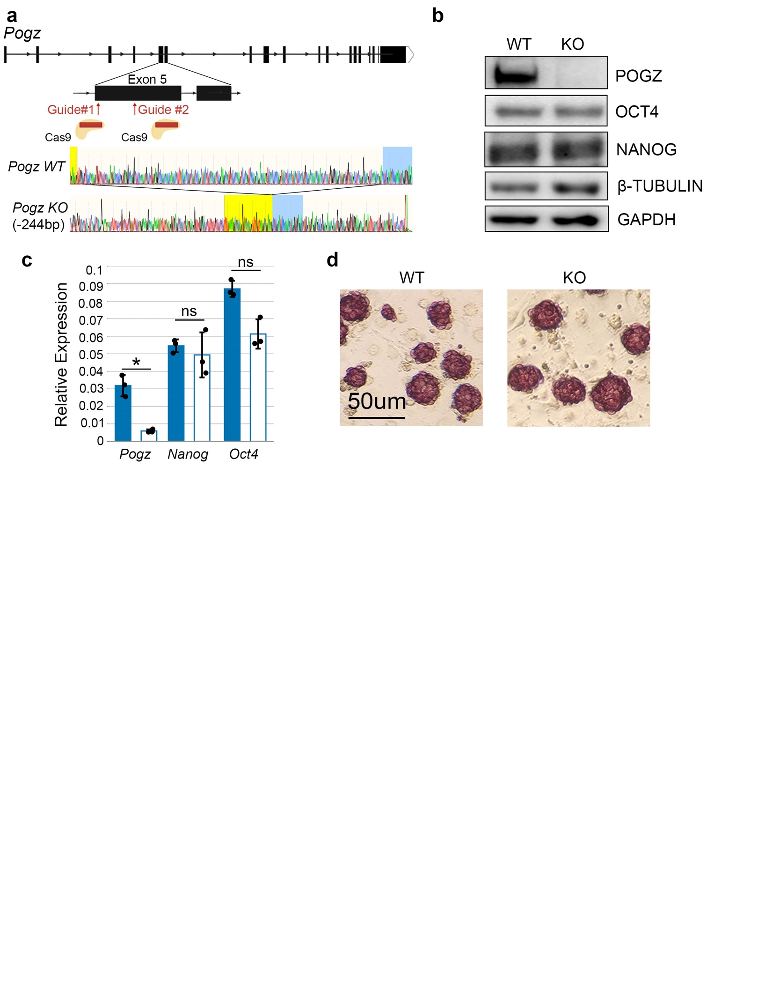 a
Pogz
Exon 5
Guide#1 Guide #2
Cas9 Cas9
Pogz WT
Pogz KO
(-244bp)
b
WT KO
POGZ
OCT4
NANOG
β-TUBULIN
GAPDH
c
Relative Expression
0.1
0.09
0.08
0.07
0.06
0.05
0.04
0.03
0.02
0.01
0
*
ns
ns
Pogz Nanog Oct4
d
WT KO
50um